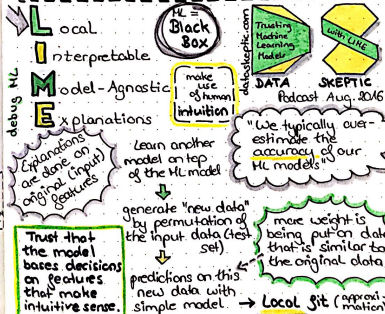 Local
Interpretable
Model-Agnostic
Explanations
debug ML
ML =
Black
Box
make
use
of human
intuition
dataskeptic.com
Trusting
Machine
Learning
Models
with LIME
DATA SKEPTIC
Podcast Aug. 2016
"We typically over-
estimate the
accuracy of our
ML models"
Explanations
are done on
original (input)
features
Learn another
model on top
of the ML model
generate "new data"
by permutation of
the input data (test
set).
predictions on this
new data with
simple model.
Trust that
the model
bases decisions
on features
that make
intuitive sense.
more weight is
being put on data
that is similar to
the original data
→ Local fit (approxi-
mation)